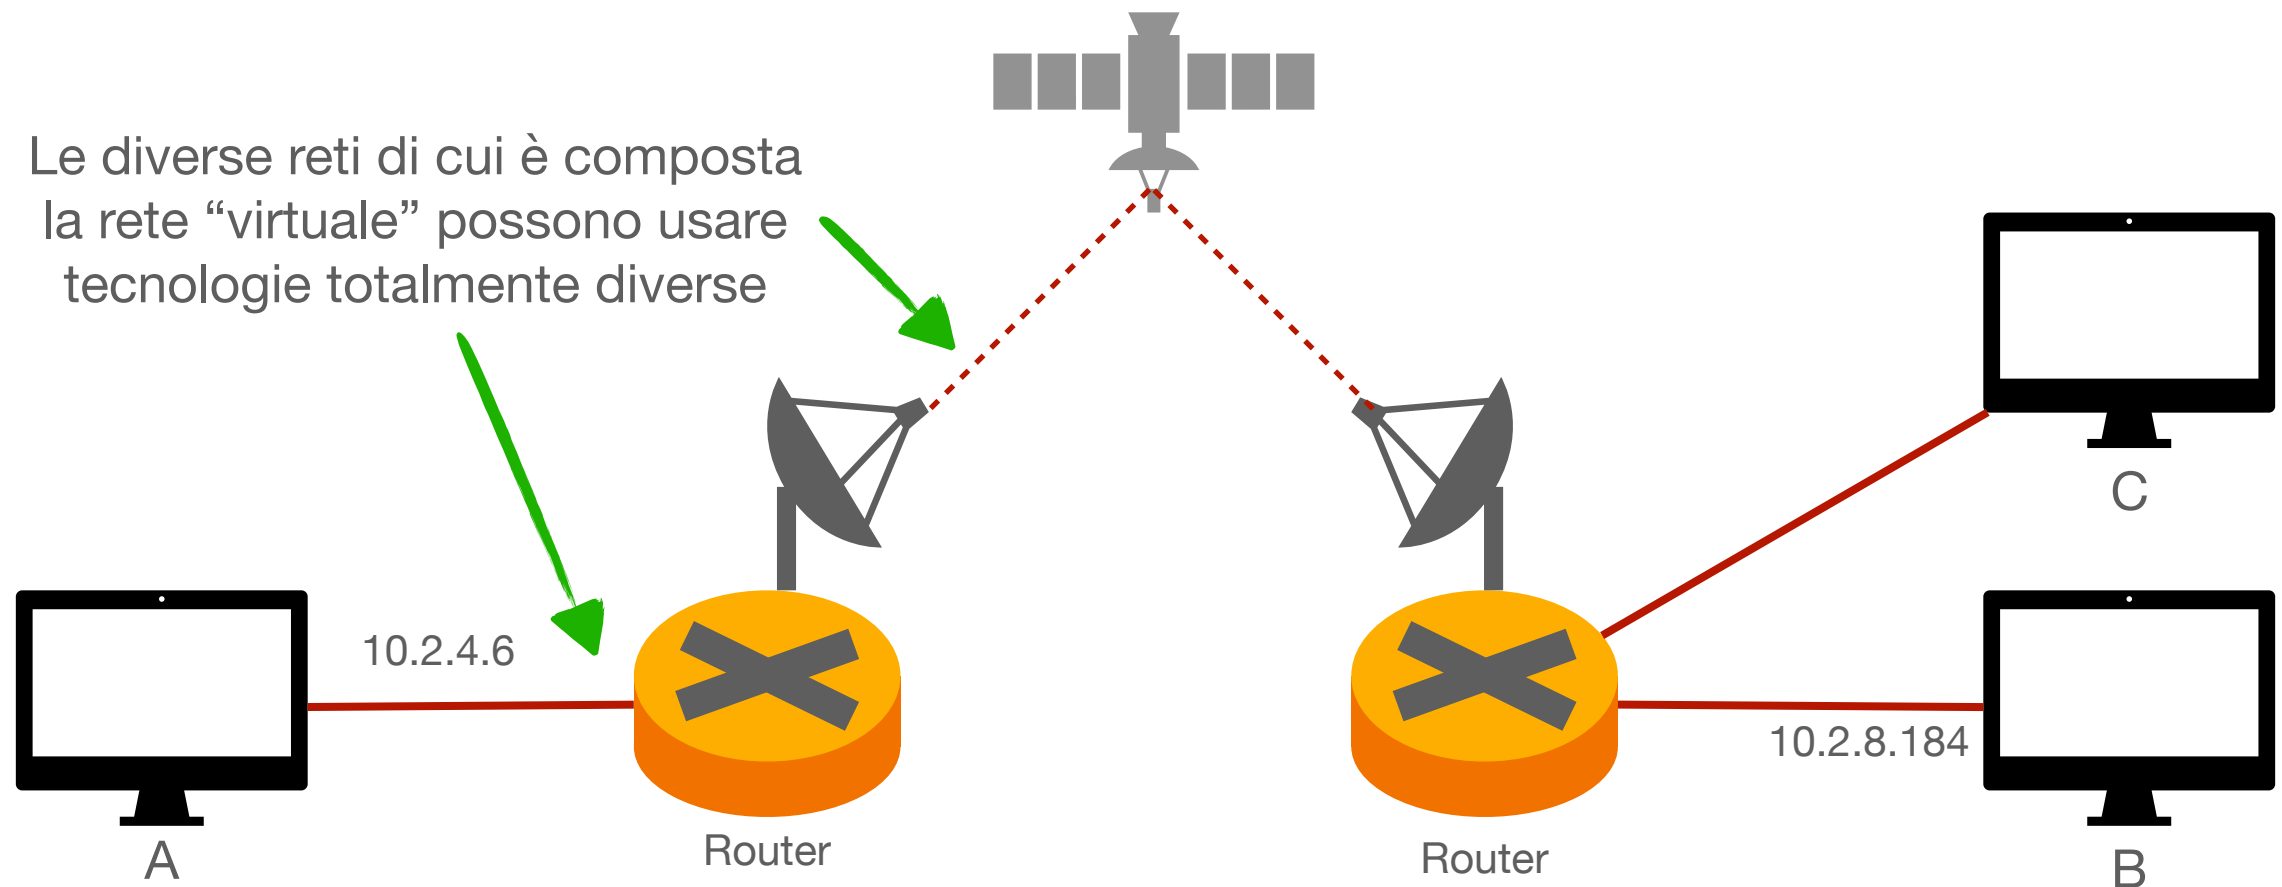 Le diverse reti di cui è composta
la rete “virtuale” possono usare
tecnologie totalmente diverse
C
10.2.4.6
10.2.8.184
A
Router
Router
B